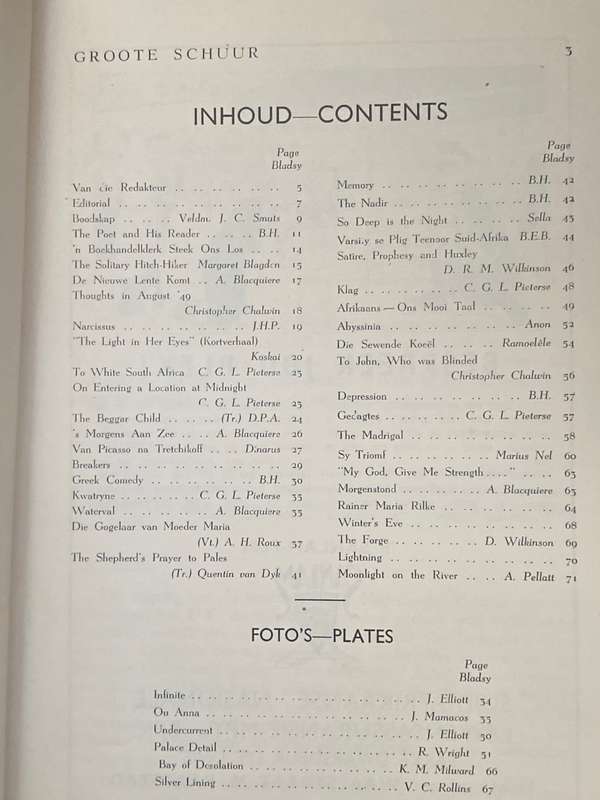 GROOTE SCHUUR 3
INHOUD—CONTENTS
Page
Bladsy
Van die Redakteur .. .. .. .. .. .. .. 5
Editorial .. .. .. .. .. .. .. .. .. 7
Boodskap .. .. .. Veldm. J. C. Smuts 9
The Poet and His Reader .. .. .. B.H. 11
'n Boekhandelklerk Steek Ons Los .. .. .. 14
The Solitary Hitch-Hiker Margaret Blagden 15
De Nieuwe Lente Komt .. A. Blacquiere 17
Thoughts in August '49
Christopher Chalwin 18
Narcissus .. .. .. .. .. .. .. .. J.H.P. 19
"The Light in Her Eyes" (Kortverhaal)
Koskai 20
To White South Africa C. G. L. Pieterse 23
On Entering a Location at Midnight
C. G. L. Pieterse 23
The Beggar Child .. .. .. (Tr.) D.P.A. 24
's Morgens Aan Zee .. .. A. Blacquiere 26
Van Picasso na Tretchikoff .. .. Dinarus 27
Breakers .. .. .. .. .. .. .. .. .. .. 29
Greek Comedy .. .. .. .. .. .. B.H. 30
Kwatryne .. .. .. .. C. G. L. Pieterse 33
Waterval .. .. .. .. .. A. Blacquiere 33
Die Gogelaar van Moeder Maria
(Vt.) A. H. Roux 37
The Shepherd's Prayer to Pales
(Tr.) Quentin van Dyk 41
Page
Bladsy
Memory .. .. .. .. .. .. .. .. B.H. 42
The Nadir .. .. .. .. .. .. .. .. B.H. 42
So Deep is the Night .. .. .. .. .. Sella 43
Varsity se Plig Teenoor Suid-Afrika B.E.B. 44
Satire, Prophesy and Huxley
D. R. M. Wilkinson 46
Klag .. .. .. .. .. .. C. G. L. Pieterse 48
Afrikaans — Ons Mooi Taal .. .. .. .. 49
Abyssinia .. .. .. .. .. .. .. .. Anon 52
Die Sewende Koeël .. .. .. Ramoelêle 54
To John, Who was Blinded
Christopher Chalwin 56
Depression .. .. .. .. .. .. .. .. B.H. 57
Gedagtes .. .. .. .. .. C. G. L. Pieterse 57
The Madrigal .. .. .. .. .. .. .. .. .. 58
Sy Triomf .. .. .. .. .. .. Marius Nel 60
"My God, Give Me Strength...." .. .. .. 63
Morgenstond .. .. .. .. .. A. Blacquiere 63
Rainer Maria Rilke .. .. .. .. .. .. .. 64
Winter's Eve .. .. .. .. .. .. .. .. .. 68
The Forge .. .. .. .. .. D. Wilkinson 69
Lightning .. .. .. .. .. .. .. .. .. .. 70
Moonlight on the River .. .. .. A. Pellatt 71
FOTO'S—PLATES
Page
Bladsy
Infinite .. .. .. .. .. .. .. .. .. .. .. .. .. J. Elliott 34
On Anna .. .. .. .. .. .. .. .. .. .. .. .. J. Mamacos 35
Undercurrent .. .. .. .. .. .. .. .. .. .. .. J. Elliott 50
Palace Detail .. .. .. .. .. .. .. .. .. .. .. R. Wright 51
Bay of Desolation .. .. .. .. .. .. .. .. K. M. Milward 66
Silver Lining .. .. .. .. .. .. .. .. .. .. V. C. Rollins 67